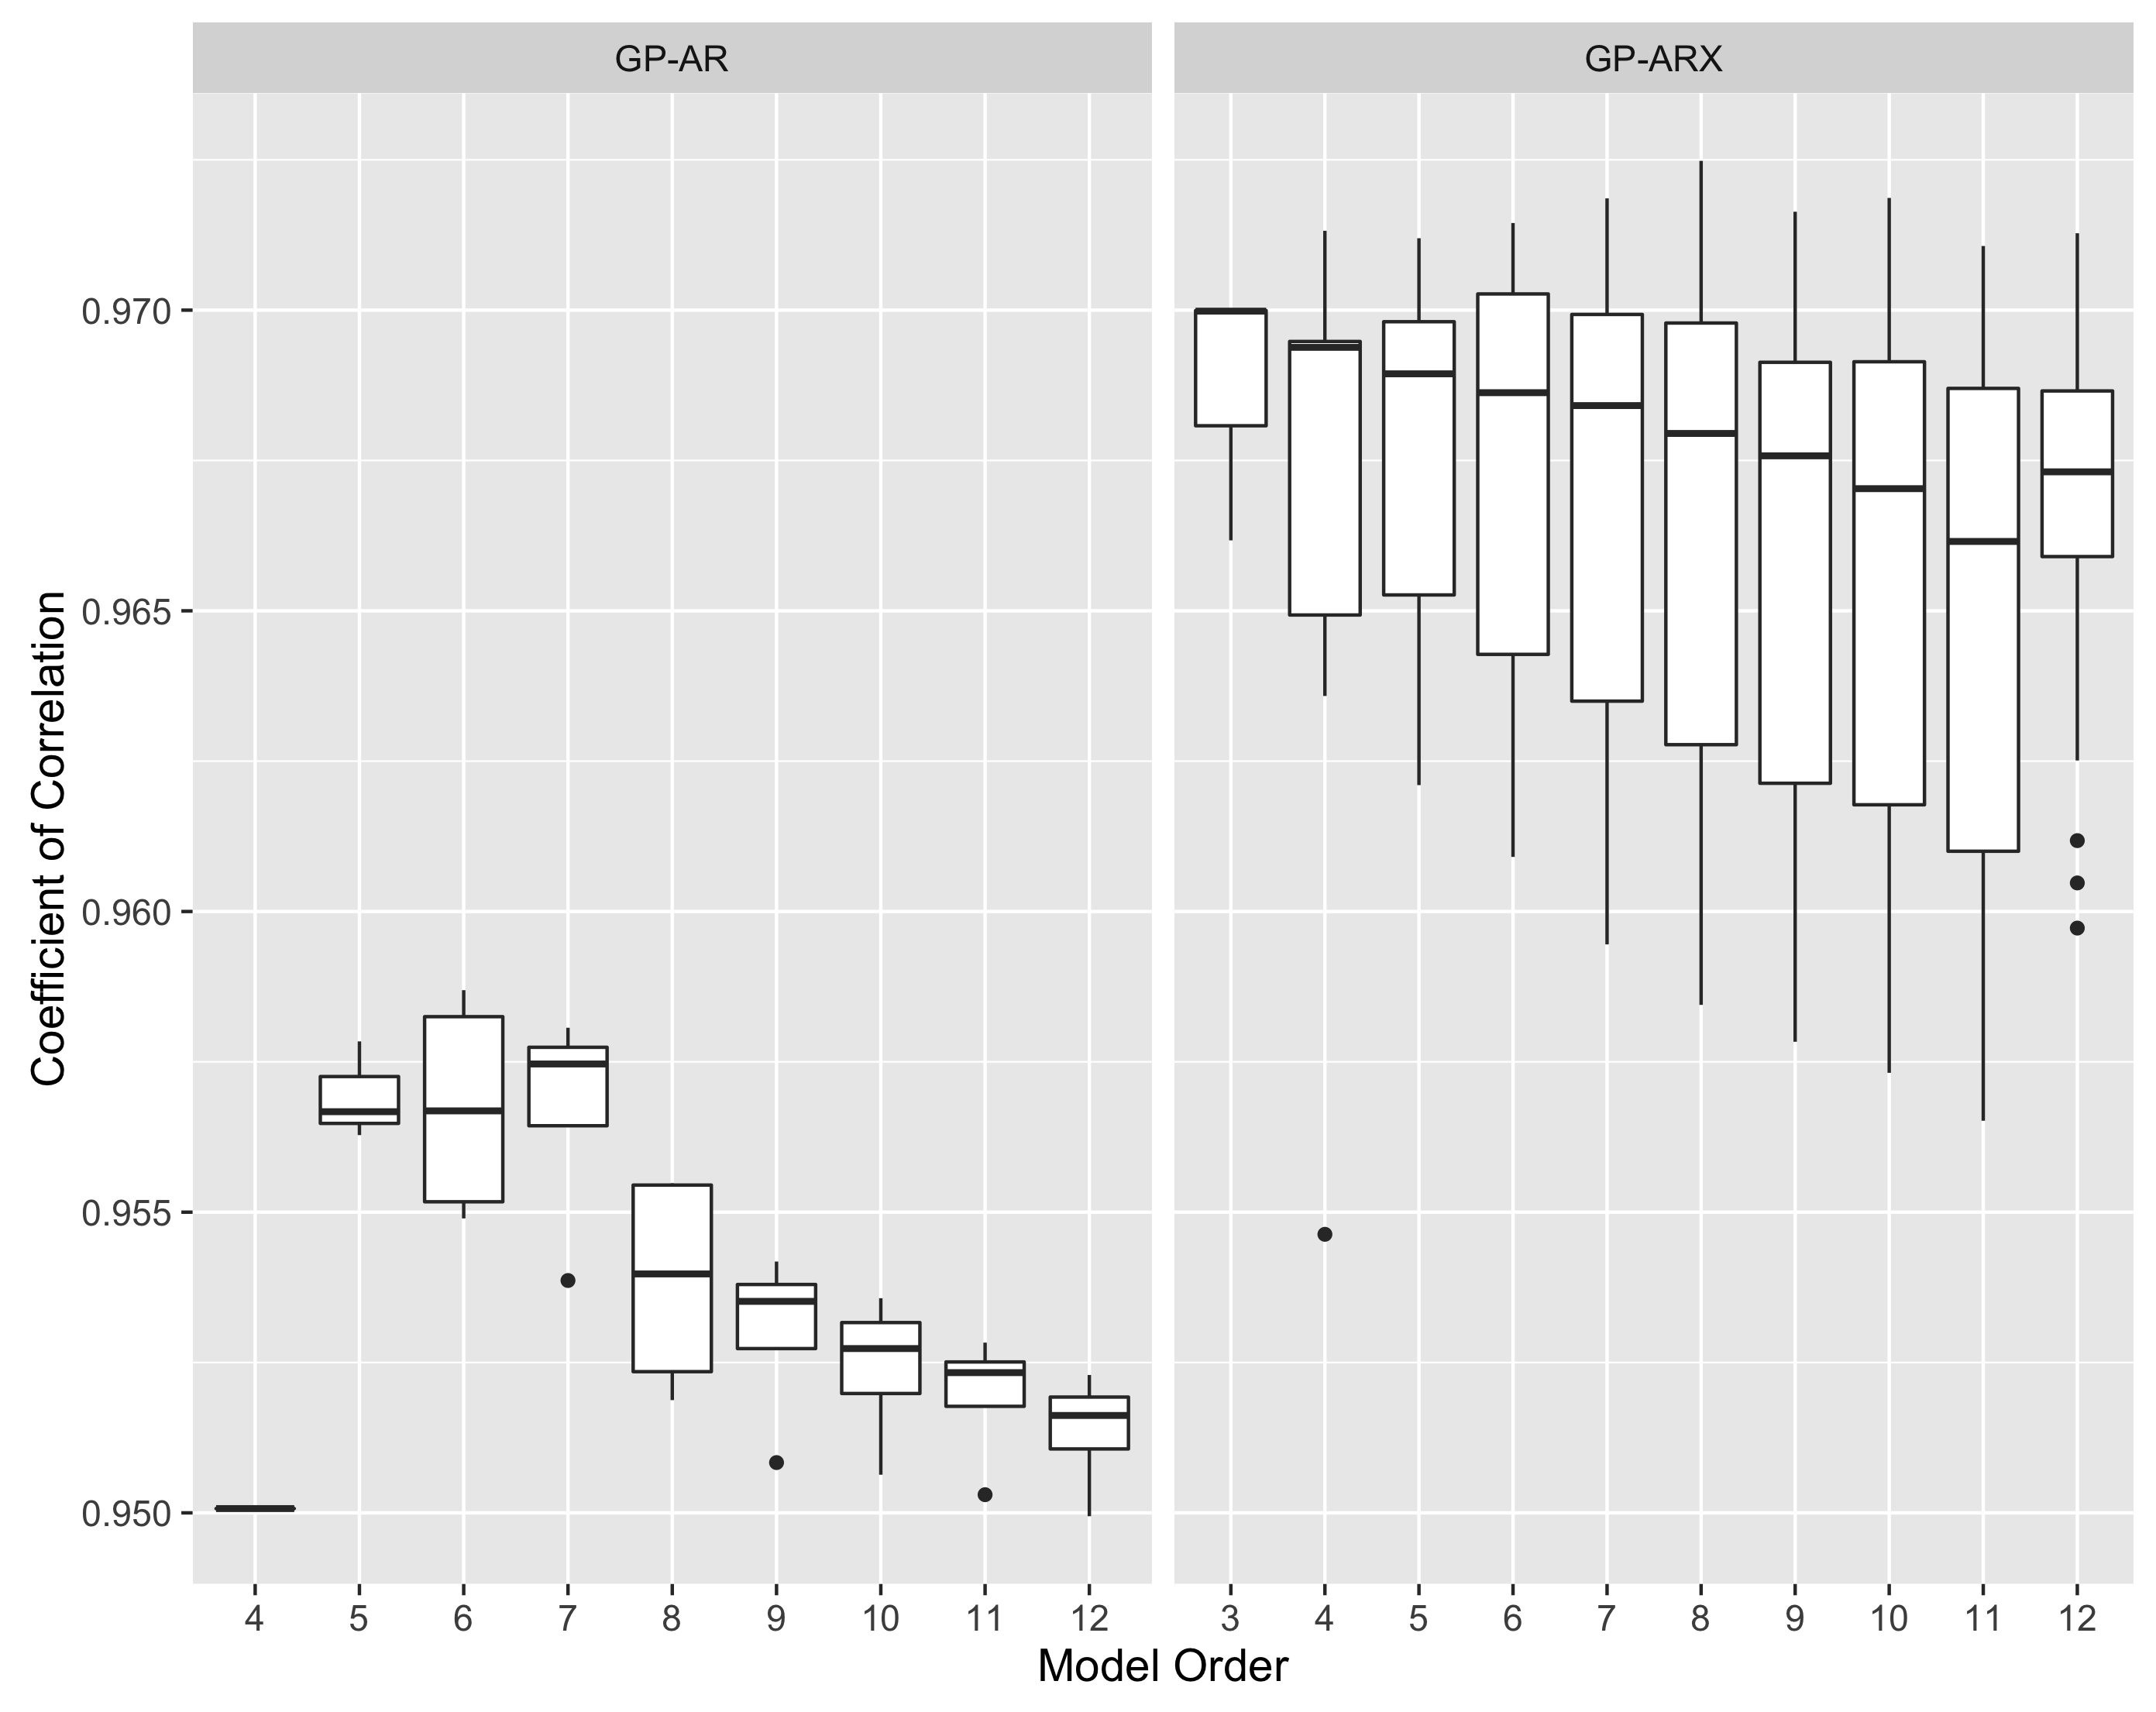 GP-AR
GP-ARX
Coefficient of Correlation
0.970
0.965
0.960
0.955
0.950
4 5 6 7 8 9 10 11 12
3 4 5 6 7 8 9 10 11 12
Model Order